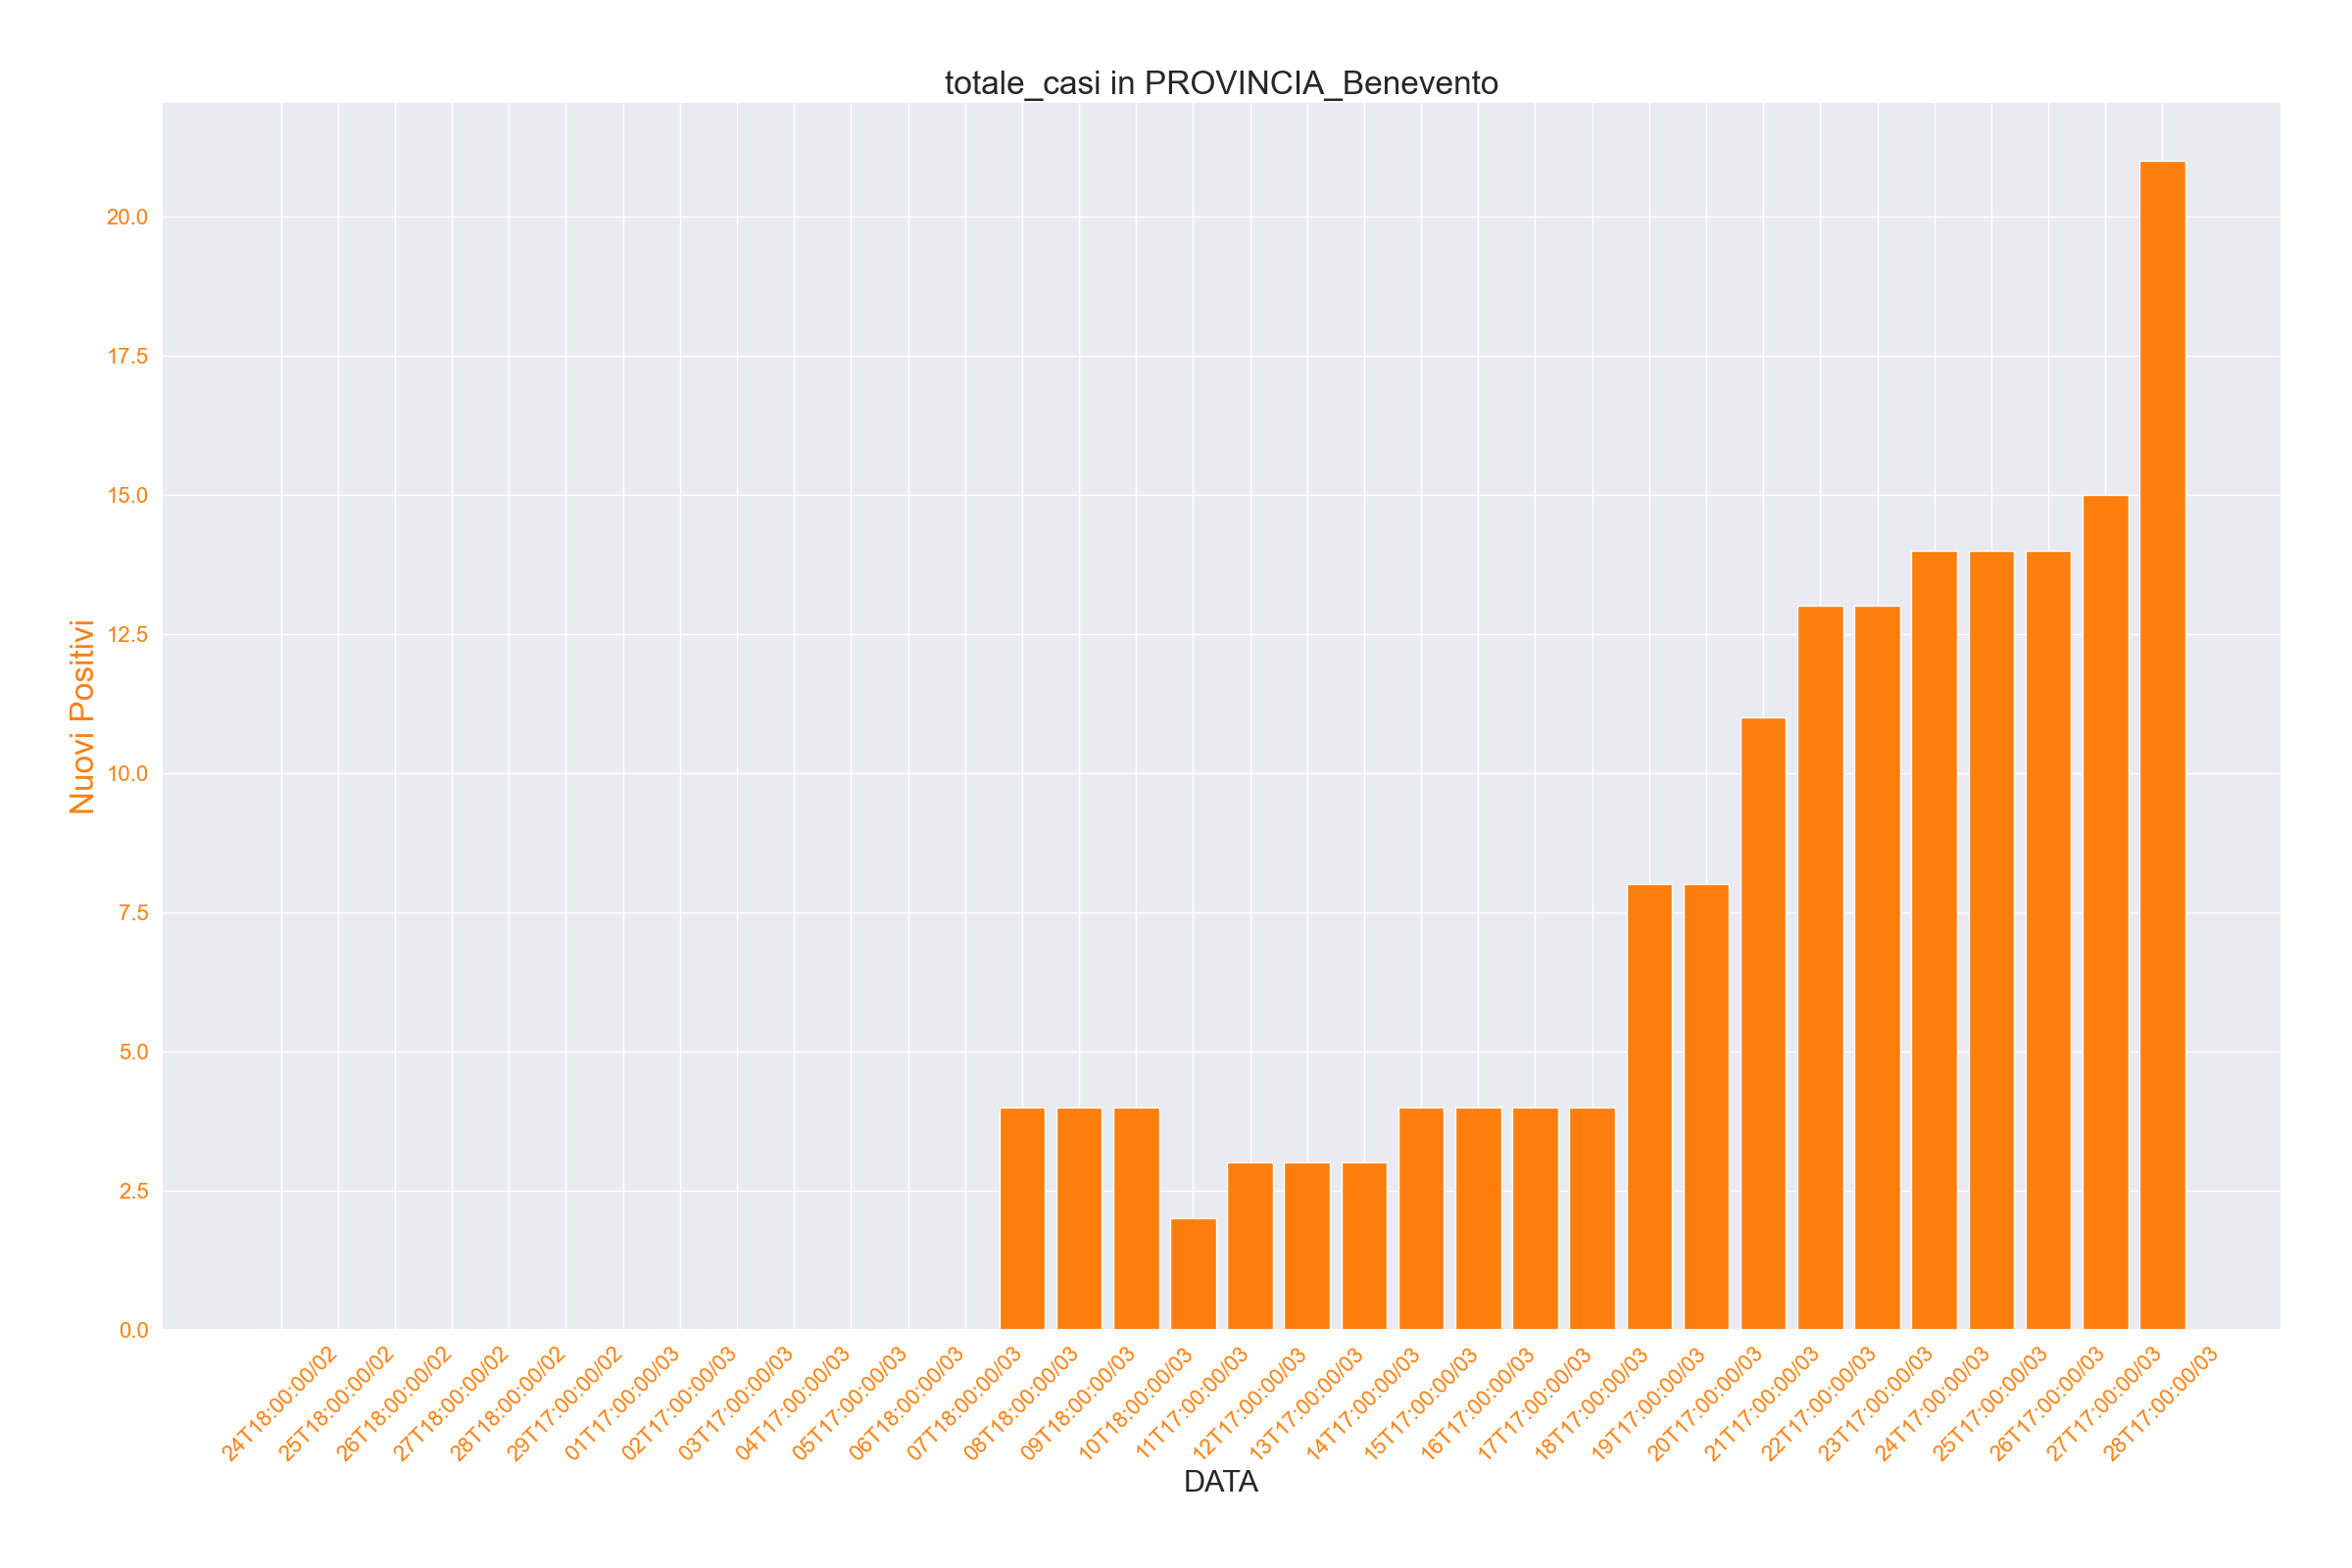 totale_casi in PROVINCIA_Benevento
Nuovi Positivi
20.0
17.5
15.0
12.5
10.0
7.5
5.0
2.5
0.0
24T18:00:00/02
25T18:00:00/02
26T18:00:00/02
27T18:00:00/02
28T18:00:00/02
29T17:00:00/02
01T17:00:00/03
02T17:00:00/03
03T17:00:00/03
04T17:00:00/03
05T17:00:00/03
06T18:00:00/03
07T18:00:00/03
08T18:00:00/03
09T18:00:00/03
10T18:00:00/03
11T17:00:00/03
12T17:00:00/03
13T17:00:00/03
14T17:00:00/03
15T17:00:00/03
16T17:00:00/03
17T17:00:00/03
18T17:00:00/03
19T17:00:00/03
20T17:00:00/03
21T17:00:00/03
22T17:00:00/03
23T17:00:00/03
24T17:00:00/03
25T17:00:00/03
26T17:00:00/03
27T17:00:00/03
28T17:00:00/03
DATA